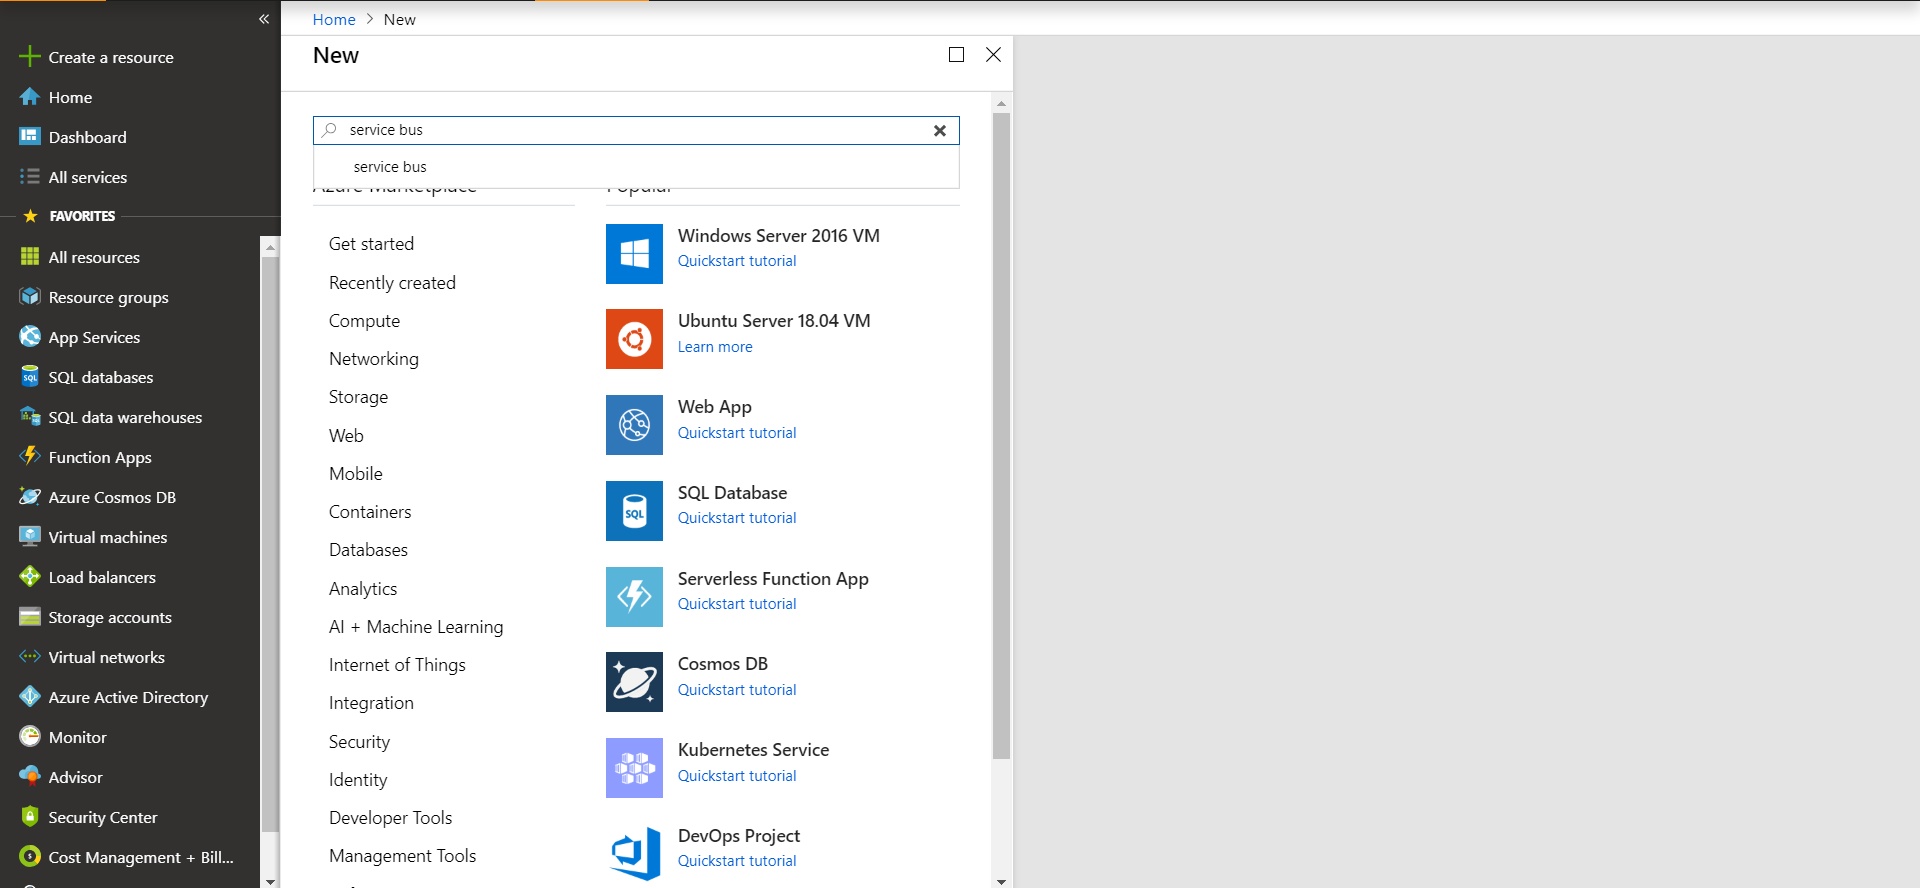 Home > New
New
Create a resource
Home
Dashboard
All services
FAVORITES
All resources
Resource groups
App Services
SQL databases
SQL data warehouses
Function Apps
Azure Cosmos DB
Virtual machines
Load balancers
Storage accounts
Virtual networks
Azure Active Directory
Monitor
Advisor
Security Center
Cost Management + Bill...
service bus
service bus
Azure Marketplace
Get started
Recently created
Compute
Networking
Storage
Web
Mobile
Containers
Databases
Analytics
AI + Machine Learning
Internet of Things
Integration
Security
Identity
Developer Tools
Management Tools
Popular
Windows Server 2016 VM
Quickstart tutorial
Ubuntu Server 18.04 VM
Learn more
Web App
Quickstart tutorial
SQL
SQL Database
Quickstart tutorial
Serverless Function App
Quickstart tutorial
Cosmos DB
Quickstart tutorial
Kubernetes Service
Quickstart tutorial
DevOps Project
Quickstart tutorial